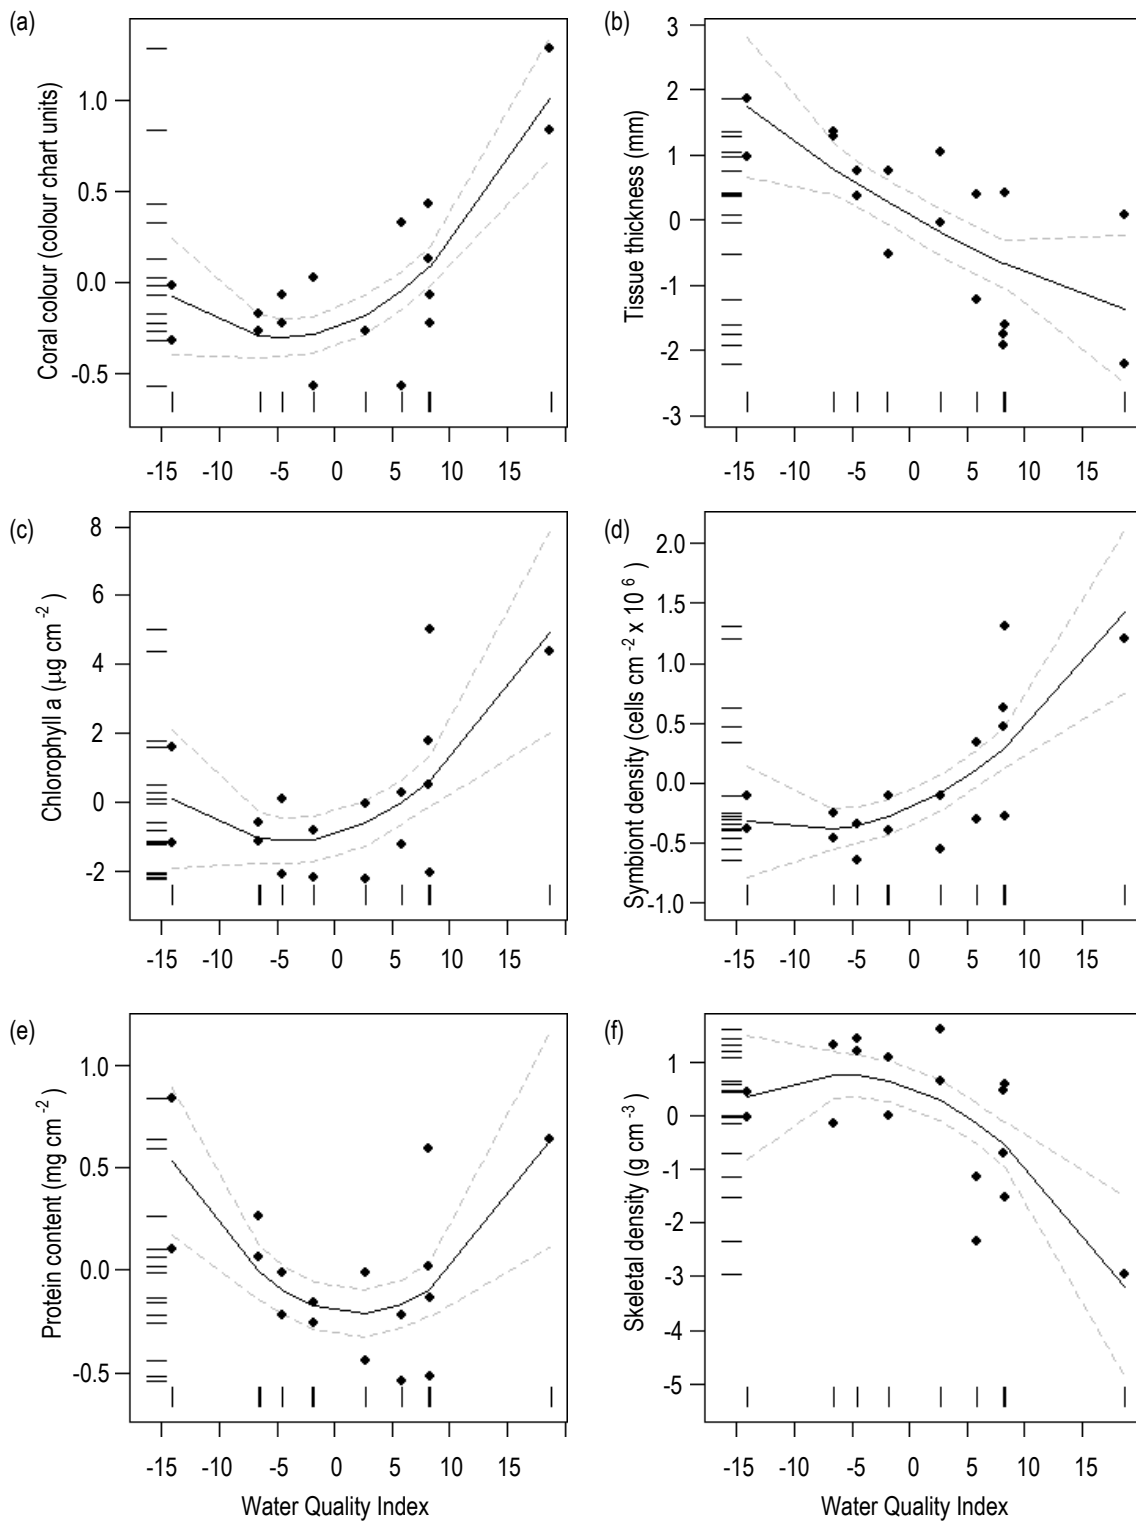 (a)
Coral colour (colour chart units)
1.0
0.5
0.0
-0.5
-15 -10 -5 0 5 10 15
(b)
Tissue thickness (mm)
3
2
1
0
-1
-2
-3
-15 -10 -5 0 5 10 15
(c)
Chlorophyll a (µg cm -2 )
8
6
4
2
0
-2
-15 -10 -5 0 5 10 15
(d)
Symbiont density (cells cm -2 x 10 6 )
2.0
1.5
1.0
0.5
0.0
-0.5
-1.0
-15 -10 -5 0 5 10 15
(e)
Protein content (mg cm -2 )
1.0
0.5
0.0
-0.5
-15 -10 -5 0 5 10 15
Water Quality Index
(f)
Skeletal density (g cm -3 )
1
0
-1
-2
-3
-4
-5
-15 -10 -5 0 5 10 15
Water Quality Index